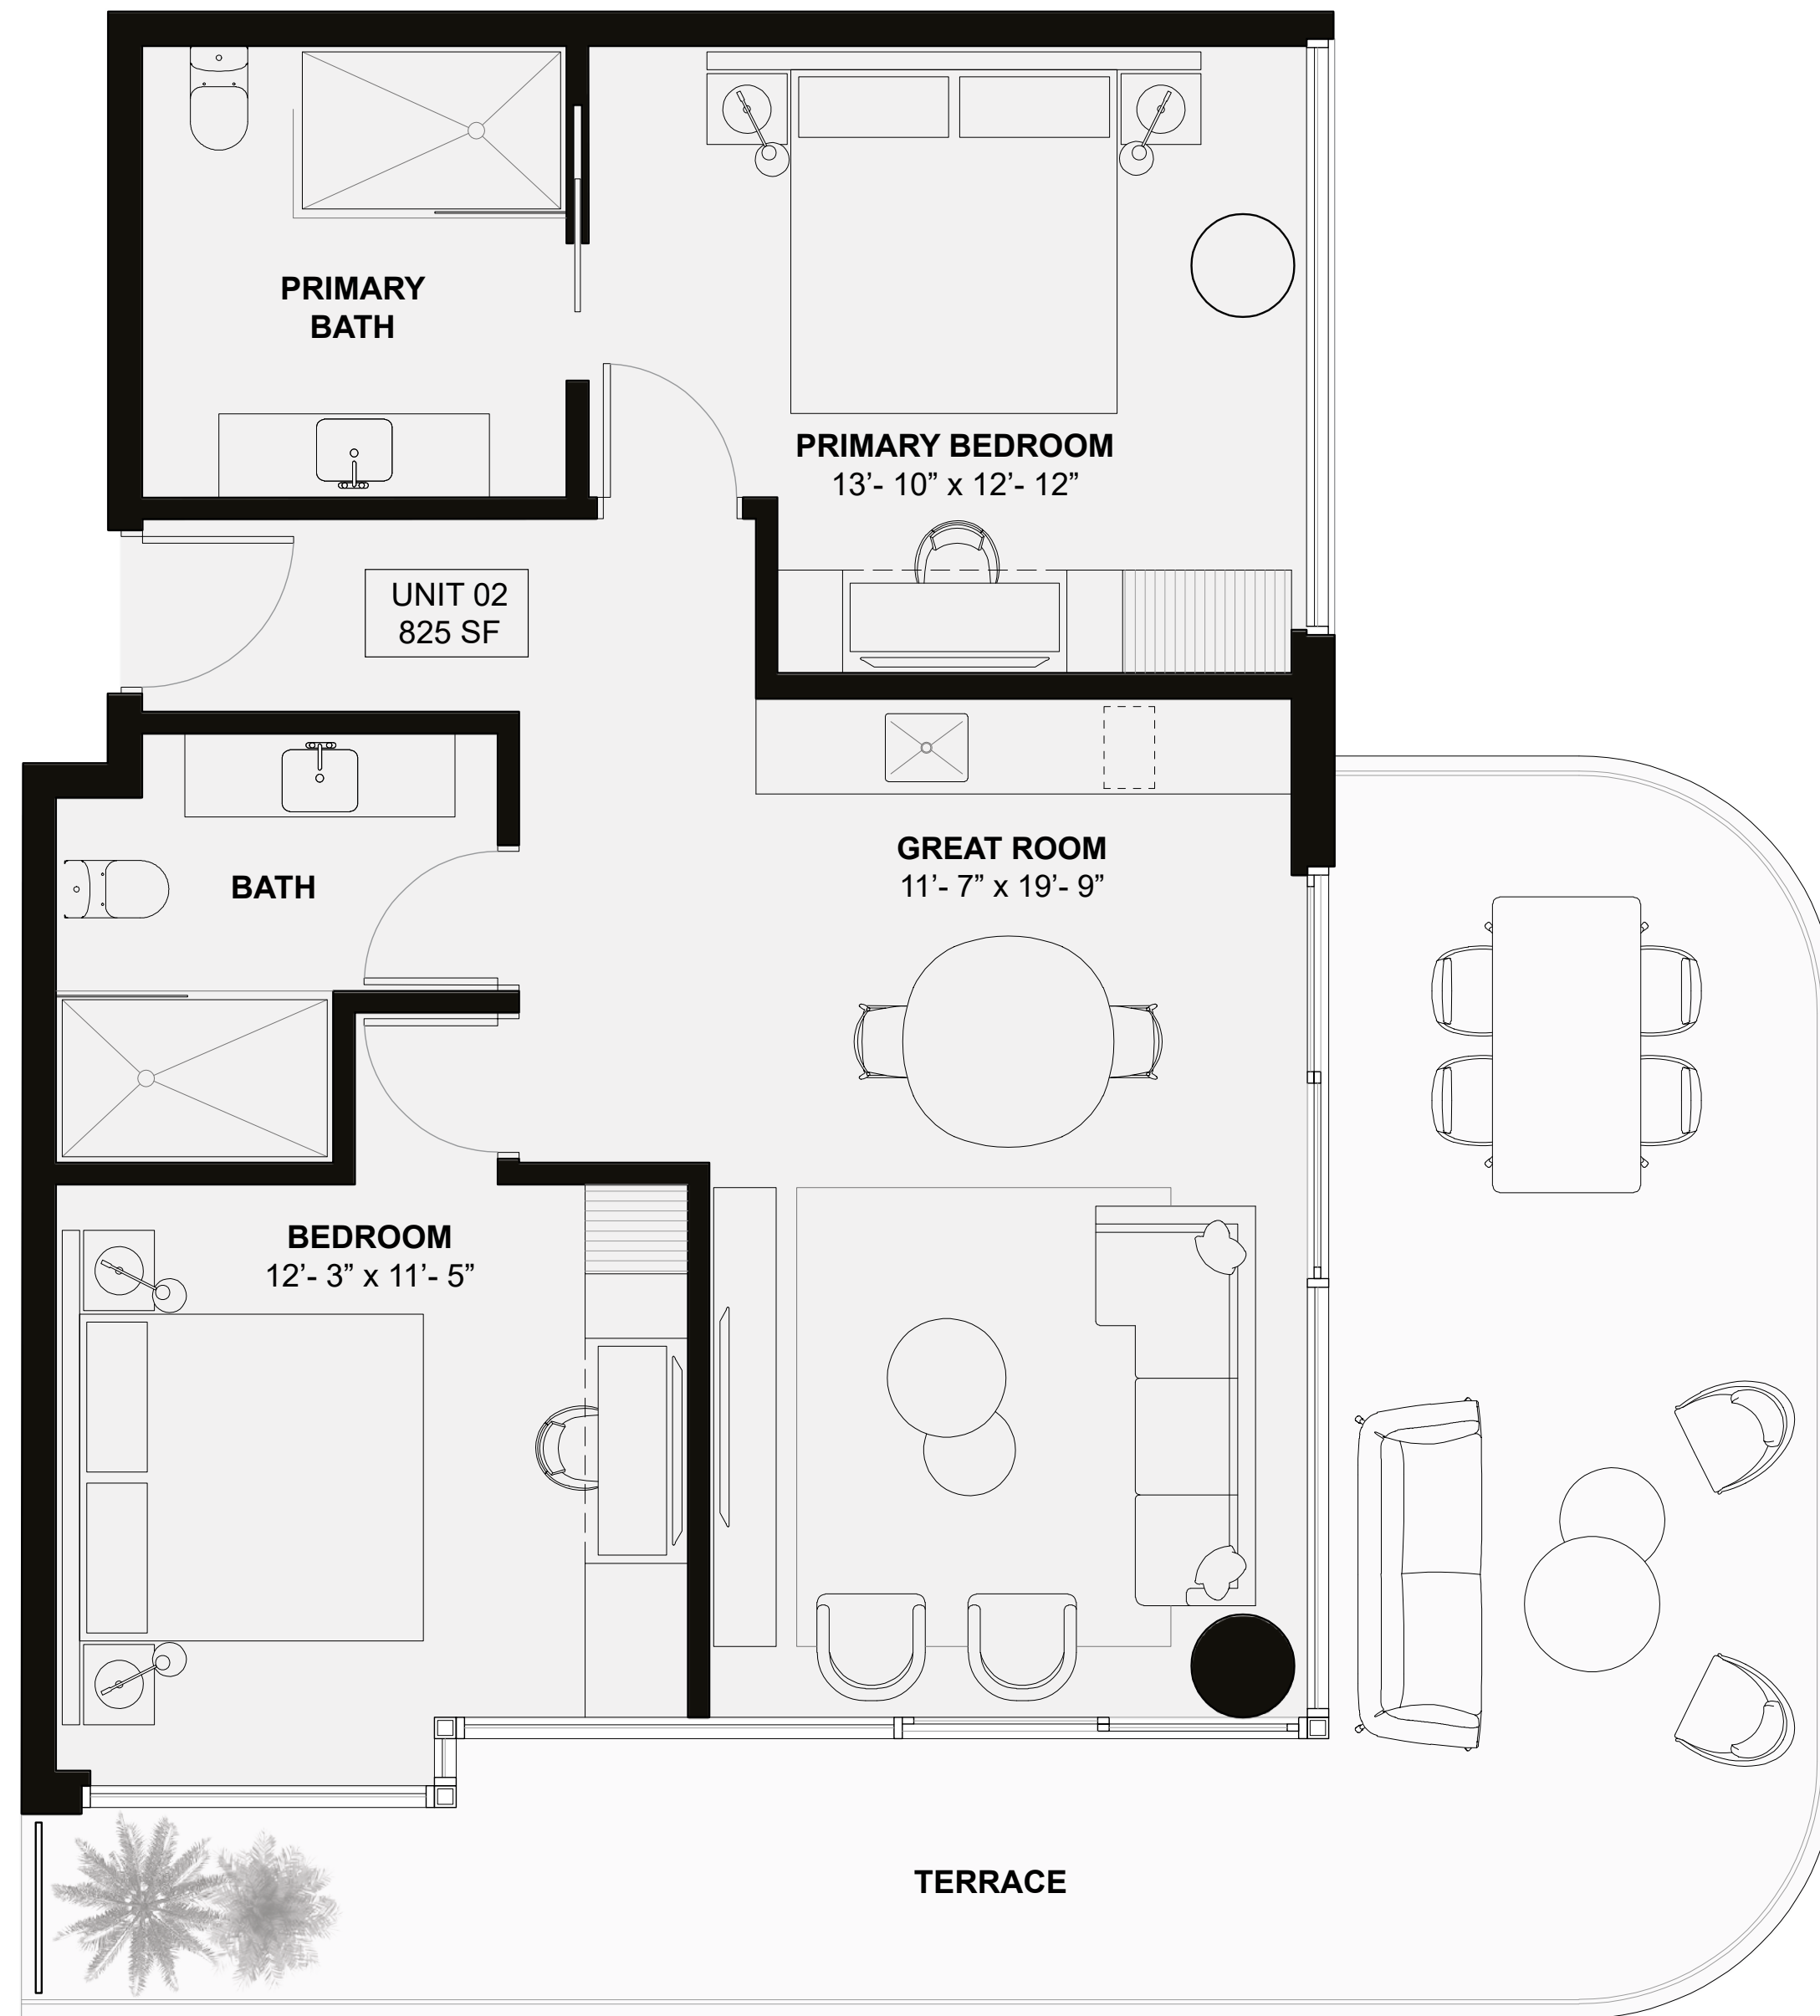 PRIMARY
BATH
PRIMARY BEDROOM
13’- 10” x 12’- 12”
UNIT 02
825 SF
GREAT ROOM
11’- 7” x 19’- 9”
BATH
BEDROOM
12’- 3” x 11’- 5”
TERRACE